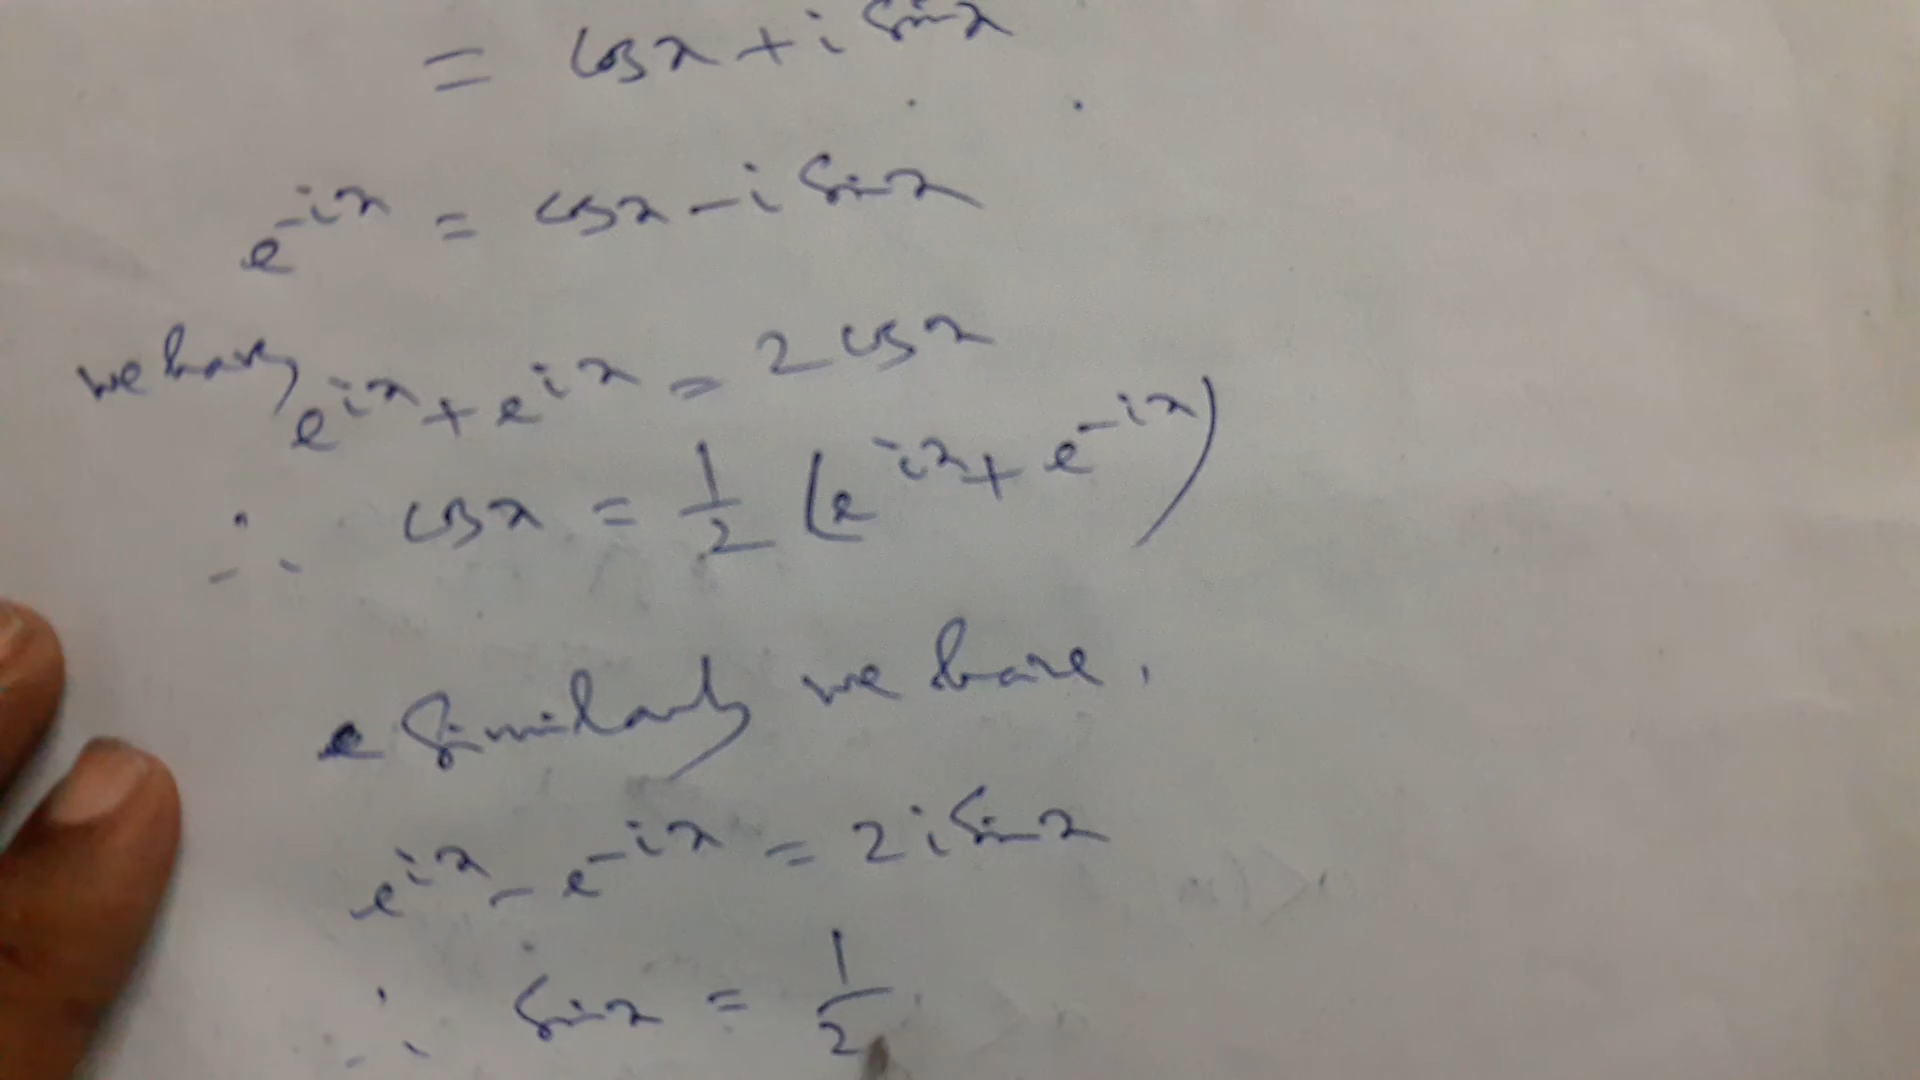 = cosx + i sinx
e^{-ix} = cosx - i sinx
we have, e^{ix} + e^{ix} = 2 cosx
∴ cosx = 1/2 (e^{ix} + e^{-ix})
e Similarly we have,
e^{ix} - e^{-ix} = 2 i sinx
∴ sinx = 1/2